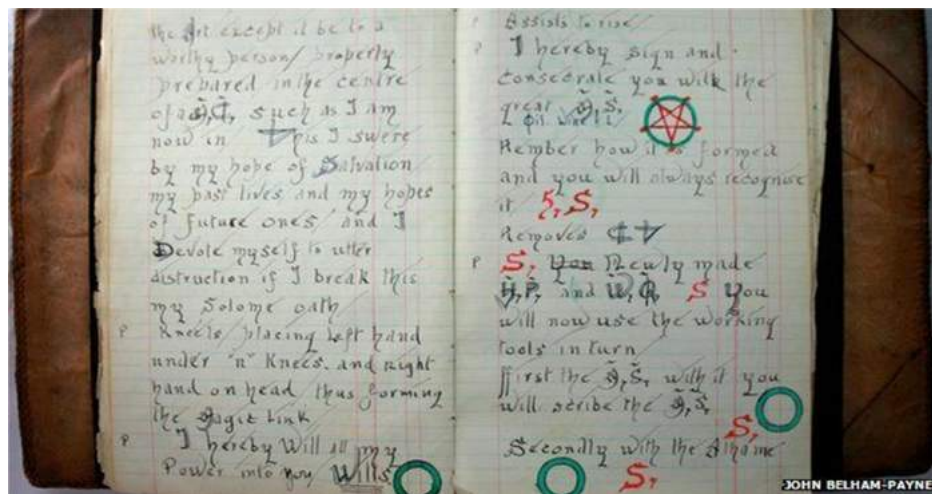 the Art except it be to a
worthy person/ properly
prepared in the centre
of a such as I am
now in his I swere
by my hope of Salvation
my past lives and my hopes
of future ones and I
Devote myself to utter
distruction if I break this
my Solome oath
P Kneels placing Left hand
under "n" Knees. and Right
hand on head thus forming
the Magic Link
P I hereby Will all my
Power into you Wills
P Assists to rise
P I hereby sign and
consecrate you with the
great
Oil Wine
Rember how it is formed
and you will always recognise
it 5, S,
Removes
P S, You Newly made
H,P, and W,Q, S You
will now use the working
tools in turn
ffirst the with it you
will scribe the
S,
Secondly with the Athame
S,
JOHN BELHAM-PAYNE